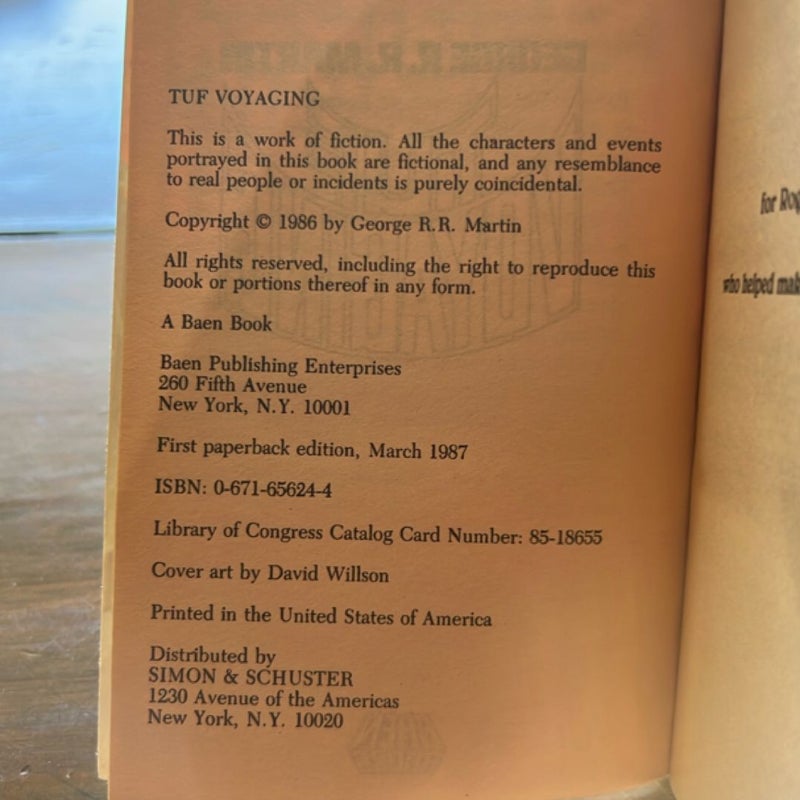 TUF VOYAGING
This is a work of fiction. All the characters and events
portrayed in this book are fictional, and any resemblance
to real people or incidents is purely coincidental.
Copyright © 1986 by George R.R. Martin
All rights reserved, including the right to reproduce this
book or portions thereof in any form.
A Baen Book
Baen Publishing Enterprises
260 Fifth Avenue
New York, N.Y. 10001
First paperback edition, March 1987
ISBN: 0-671-65624-4
Library of Congress Catalog Card Number: 85-18655
Cover art by David Willson
Printed in the United States of America
Distributed by
SIMON & SCHUSTER
1230 Avenue of the Americas
New York, N.Y. 10020
for
who helped